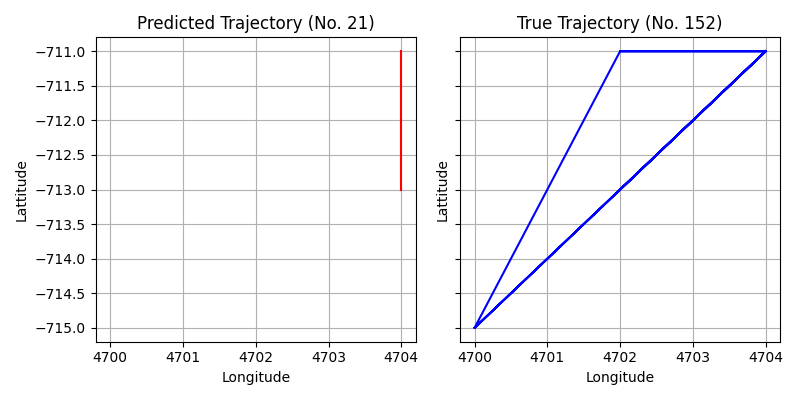 Predicted Trajectory (No. 21)
−711.0
−711.5
−712.0
−712.5
−713.0
−713.5
−714.0
−714.5
−715.0
Lattitude
4700 4701 4702 4703 4704
Longitude
True Trajectory (No. 152)
Lattitude
4700 4701 4702 4703 4704
Longitude